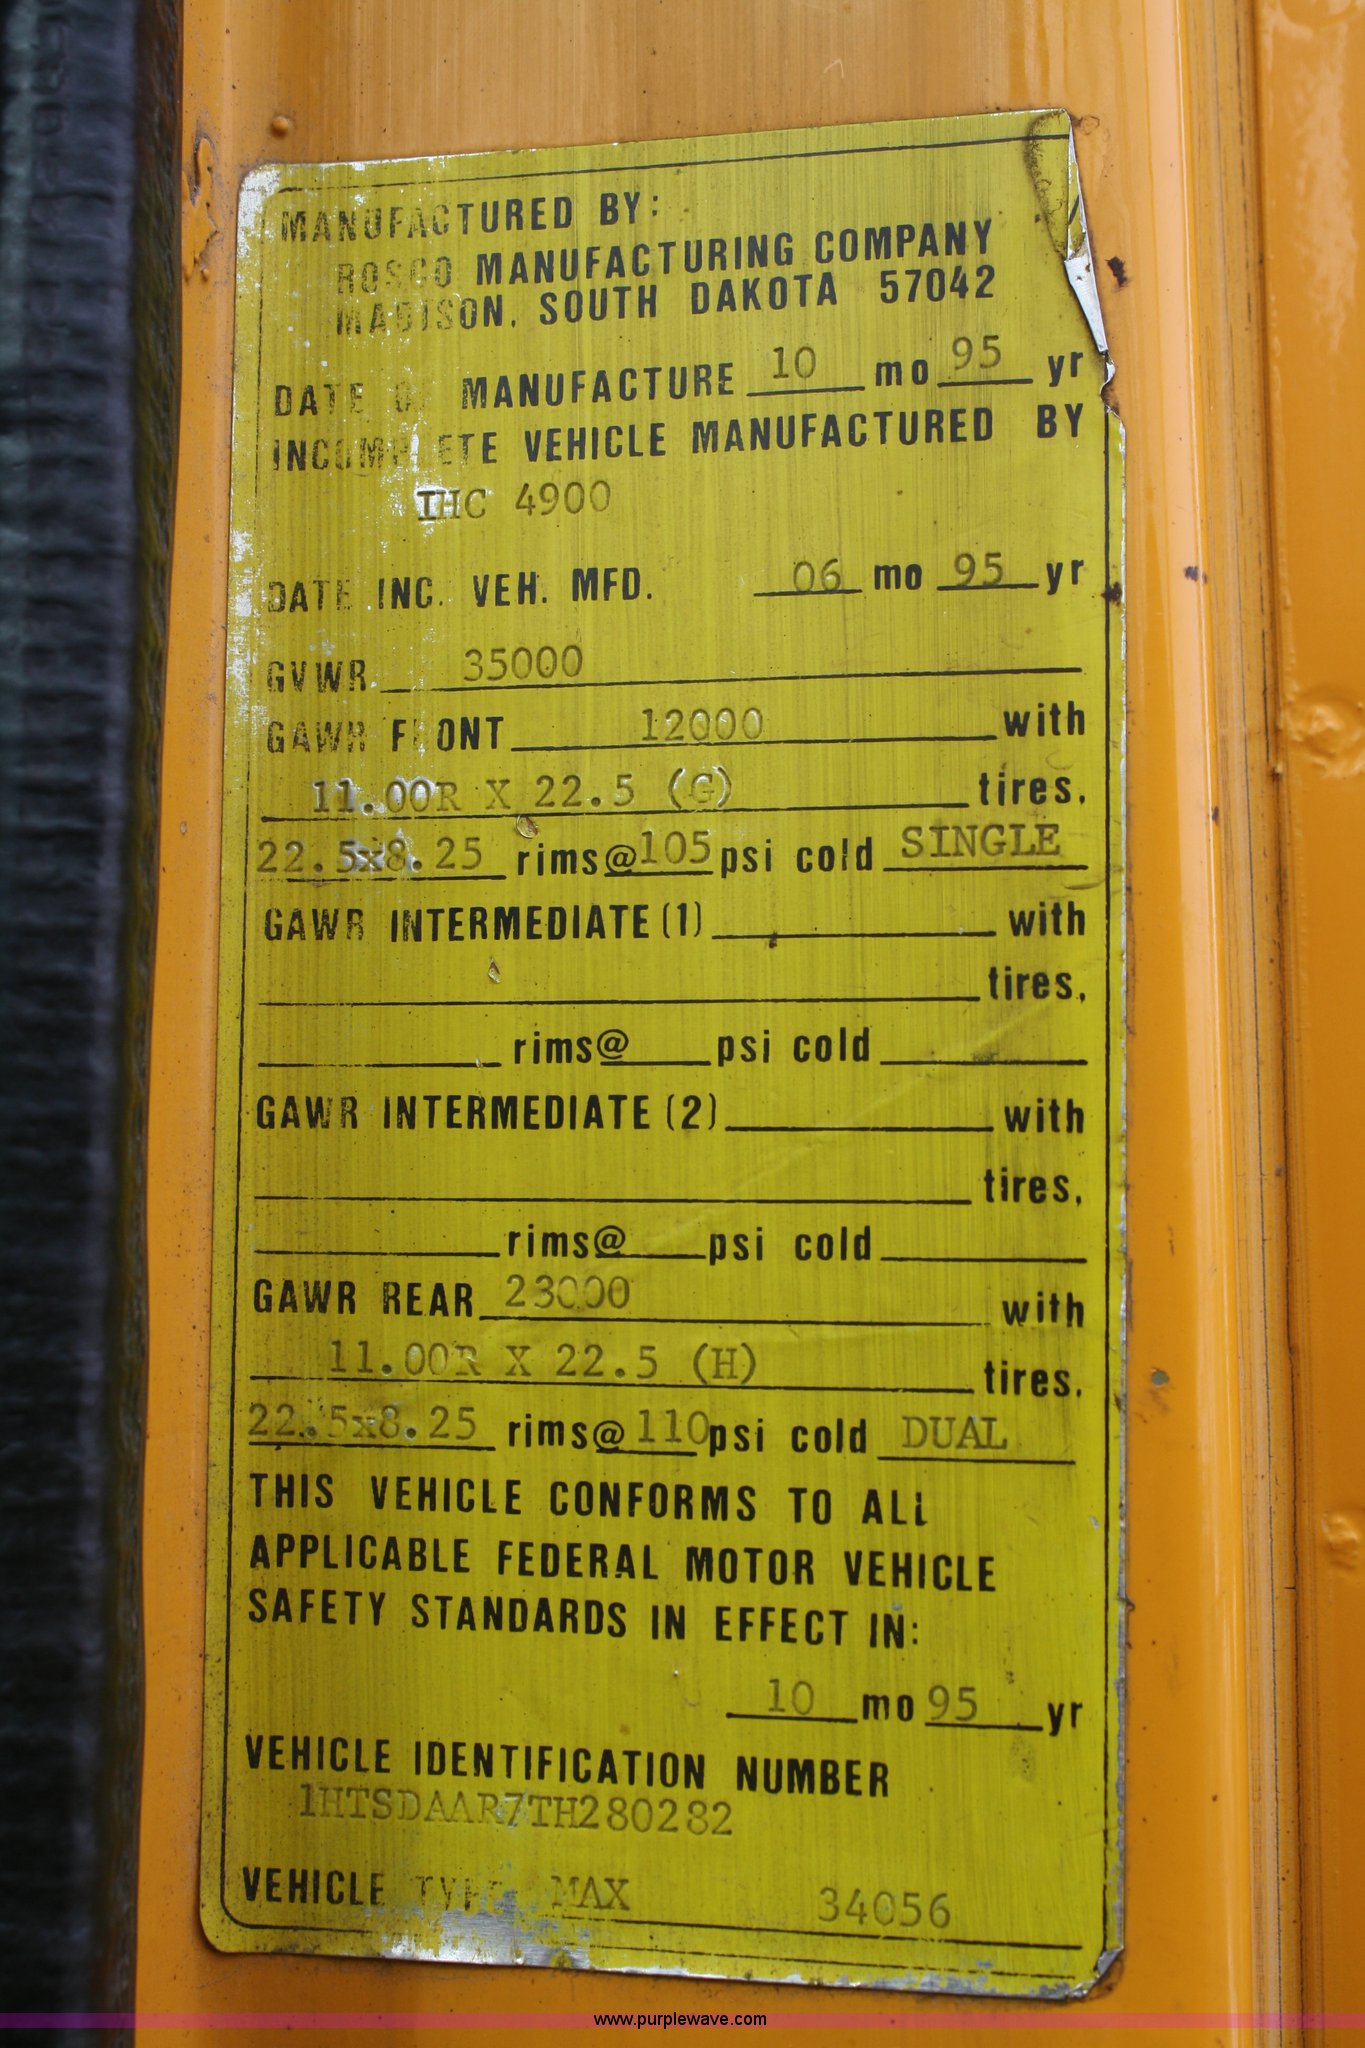 MANUFACTURED BY:
ROSCO MANUFACTURING COMPANY
MADISON, SOUTH DAKOTA 57042
DATE OF MANUFACTURE 10 mo 95 yr
INCOMPLETE VEHICLE MANUFACTURED BY
IHC 4900
DATE INC. VEH. MFD. 06 mo 95 yr
GVWR 35000
GAWR FRONT 12000 with
11.00R X 22.5 (G) tires,
22.5x8.25 rims@ 105 psi cold SINGLE
GAWR INTERMEDIATE (1) with
tires,
rims@ psi cold
GAWR INTERMEDIATE (2) with
tires,
rims@ psi cold
GAWR REAR 23000 with
11.00R X 22.5 (H) tires,
22.5x8.25 rims@ 110 psi cold DUAL
THIS VEHICLE CONFORMS TO ALL
APPLICABLE FEDERAL MOTOR VEHICLE
SAFETY STANDARDS IN EFFECT IN:
10 mo 95 yr
VEHICLE IDENTIFICATION NUMBER
1HTSDAAR7TH280282
VEHICLE TYPE MAX 34056
www.purplewave.com